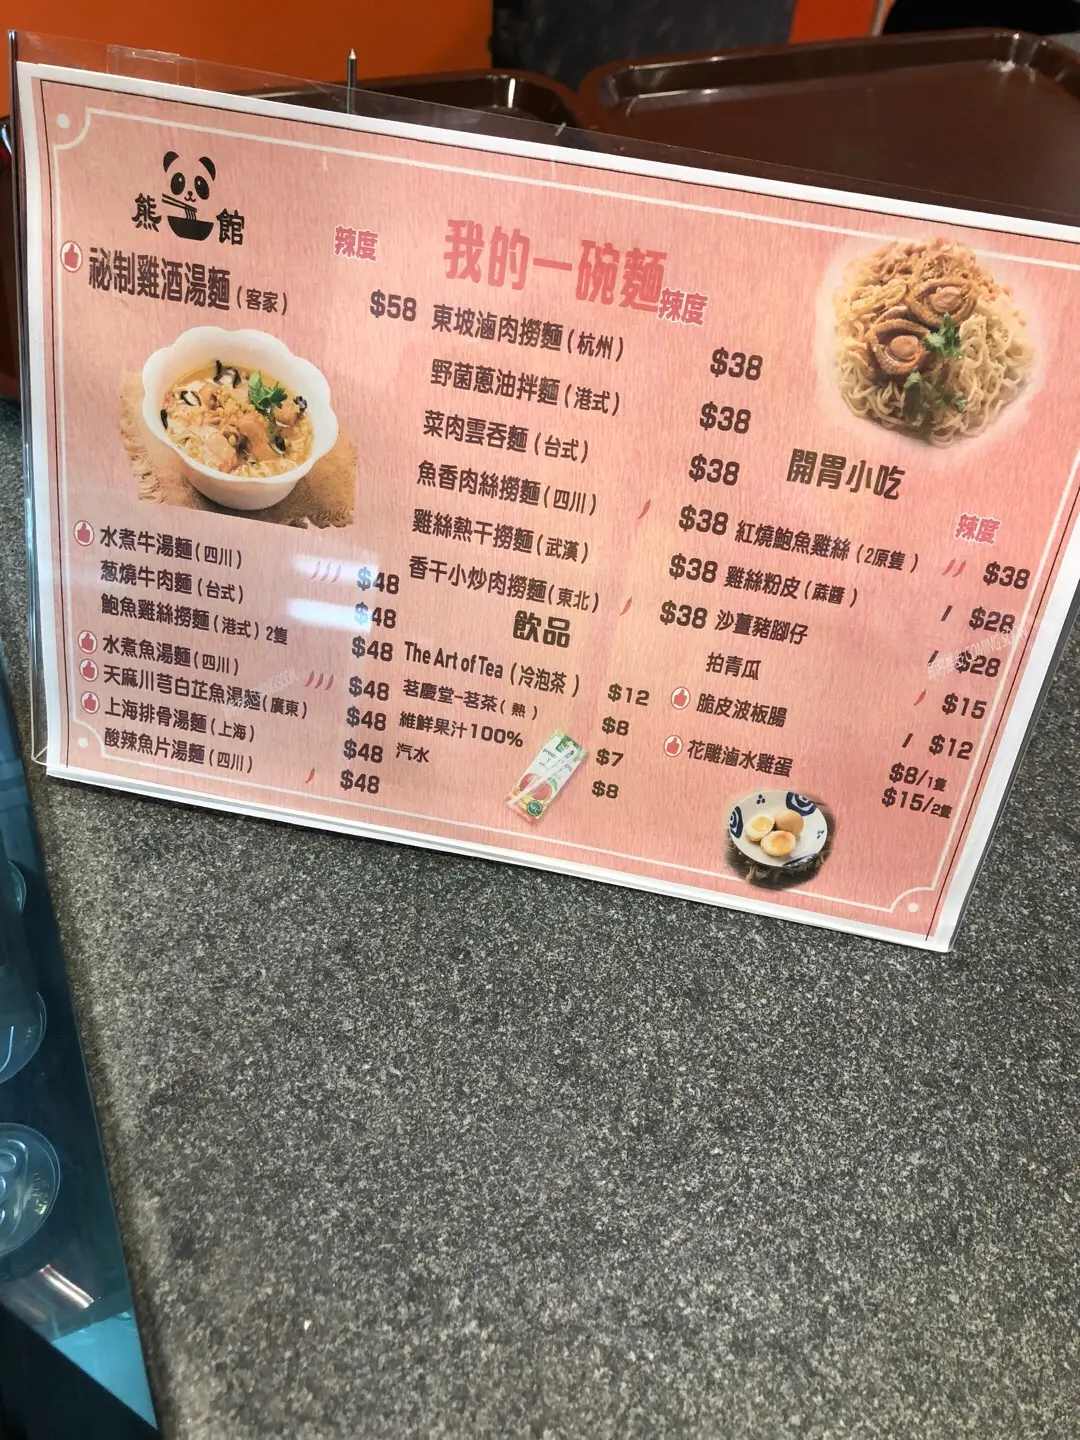 熊館
辣度
我的一碗麵
辣度
祕制雞酒湯麵(客家) $58
水煮牛湯麵(四川) $48
葱燒牛肉麵(台式) $48
鮑魚雞絲撈麵(港式)2隻 $48
水煮魚湯麵(四川) $48
天麻川芎白芷魚湯麵(廣東) $48
上海排骨湯麵(上海) $48
酸辣魚片湯麵(四川) $48
東坡滷肉撈麵(杭州) $38
野菌蔥油拌麵(港式) $38
菜肉雲吞麵(台式) $38
魚香肉絲撈麵(四川) $38
雞絲熱干撈麵(武漢) $38
香干小炒肉撈麵(東北) $38
飲品
The Art of Tea(冷泡茶) $12
茗慶堂-茗茶(熱) $8
維鮮果汁100% $7
汽水 $8
開胃小吃
辣度
紅燒鮑魚雞絲(2原隻) $38
雞絲粉皮(蔴醬) / $28
沙薑豬腳仔 / $28
拍青瓜 $15
脆皮波板腸 / $12
花雕滷水雞蛋 $8/1隻
$15/2隻